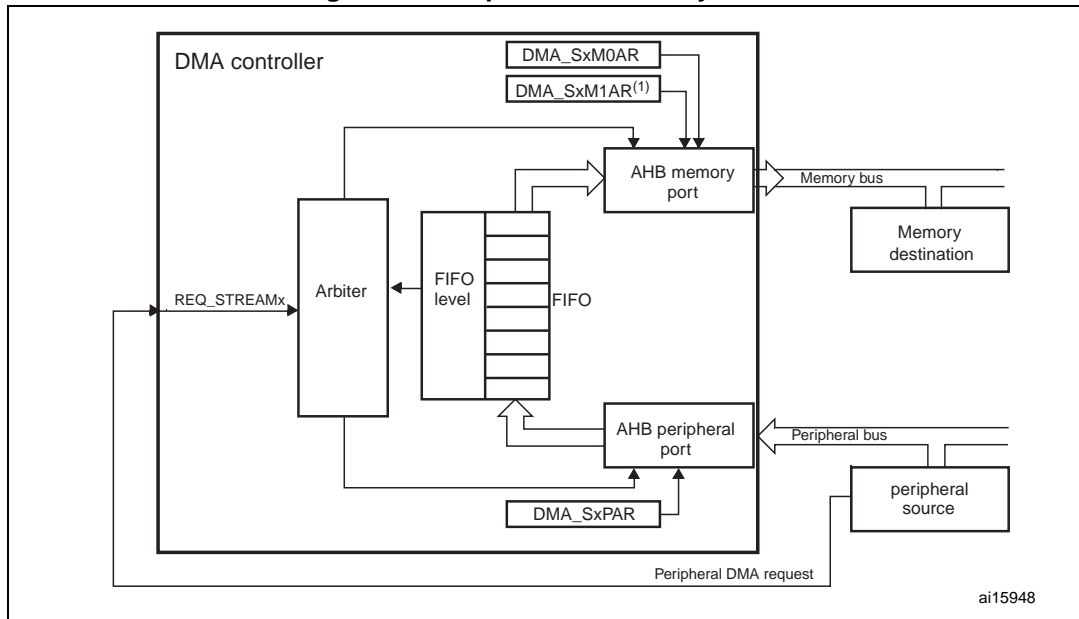 DMA controller
DMA_SxM0AR
DMA_SxM1AR(1)
AHB memory
port
Memory bus
Memory
destination
REQ_STREAMx
Arbiter
FIFO
level
FIFO
AHB peripheral
port
Peripheral bus
peripheral
source
DMA_SxPAR
Peripheral DMA request
ai15948